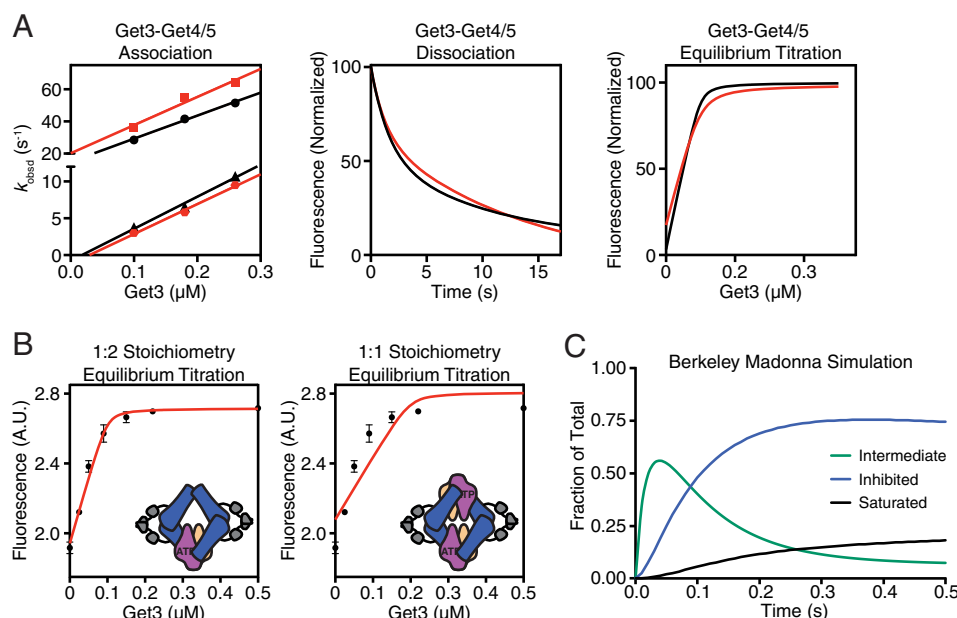 A
Get3-Get4/5
Association
60
40
20
10
5
0
k obsd (s⁻¹)
0.0 0.1 0.2 0.3
Get3 (µM)
Get3-Get4/5
Dissociation
100
50
0
Fluorescence (Normalized)
0 5 10 15
Time (s)
Get3-Get4/5
Equilibrium Titration
100
50
0
Fluorescence (Normalized)
0 0.2 0.4
Get3 (µM)
B
1:2 Stoichiometry
Equilibrium Titration
2.8
2.4
2.0
Fluorescence (A.U.)
ATP
0.0 0.1 0.2 0.3 0.4 0.5
Get3 (µM)
1:1 Stoichiometry
Equilibrium Titration
2.8
2.4
2.0
Fluorescence (A.U.)
TP
ATP
0.0 0.1 0.2 0.3 0.4 0.5
Get3 (µM)
C
Berkeley Madonna Simulation
1.00
0.75
0.50
0.25
0.00
Fraction of Total
Intermediate
Inhibited
Saturated
0.0 0.1 0.2 0.3 0.4 0.5
Time (s)